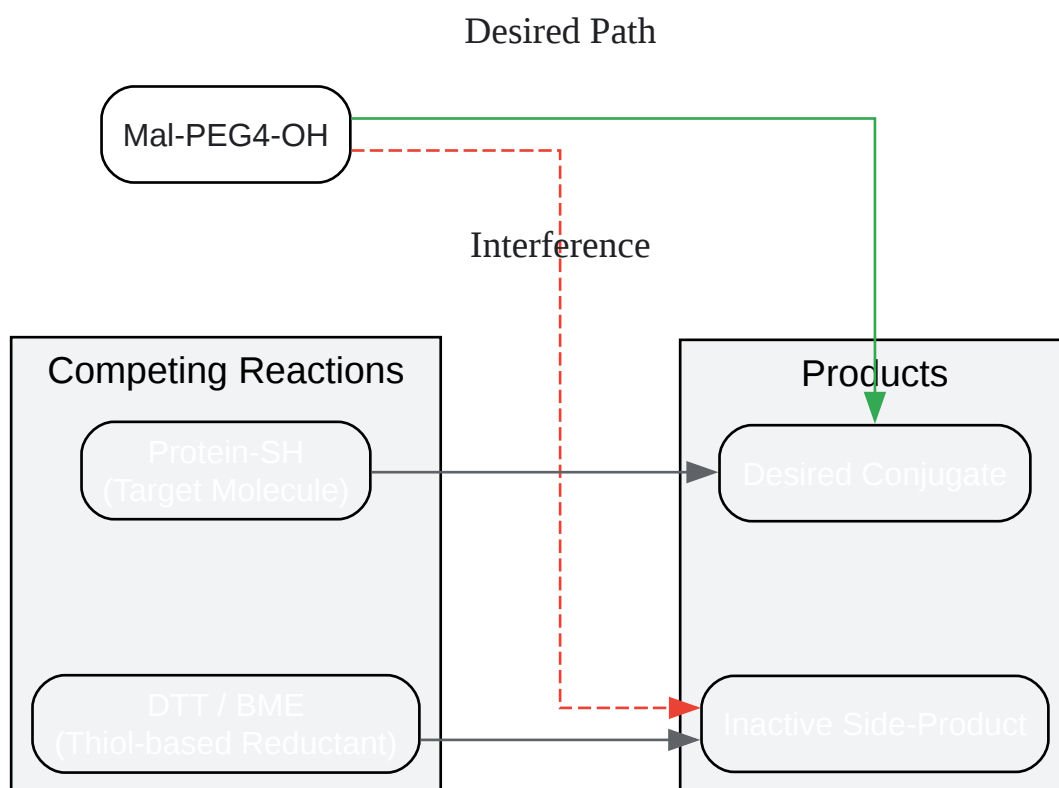 Desired Path
Mal-PEG4-OH
Interference
Competing Reactions
Products
Protein-SH
(Target Molecule)
Desired Conjugate
DTT / BME
(Thiol-based Reductant)
Inactive Side-Product